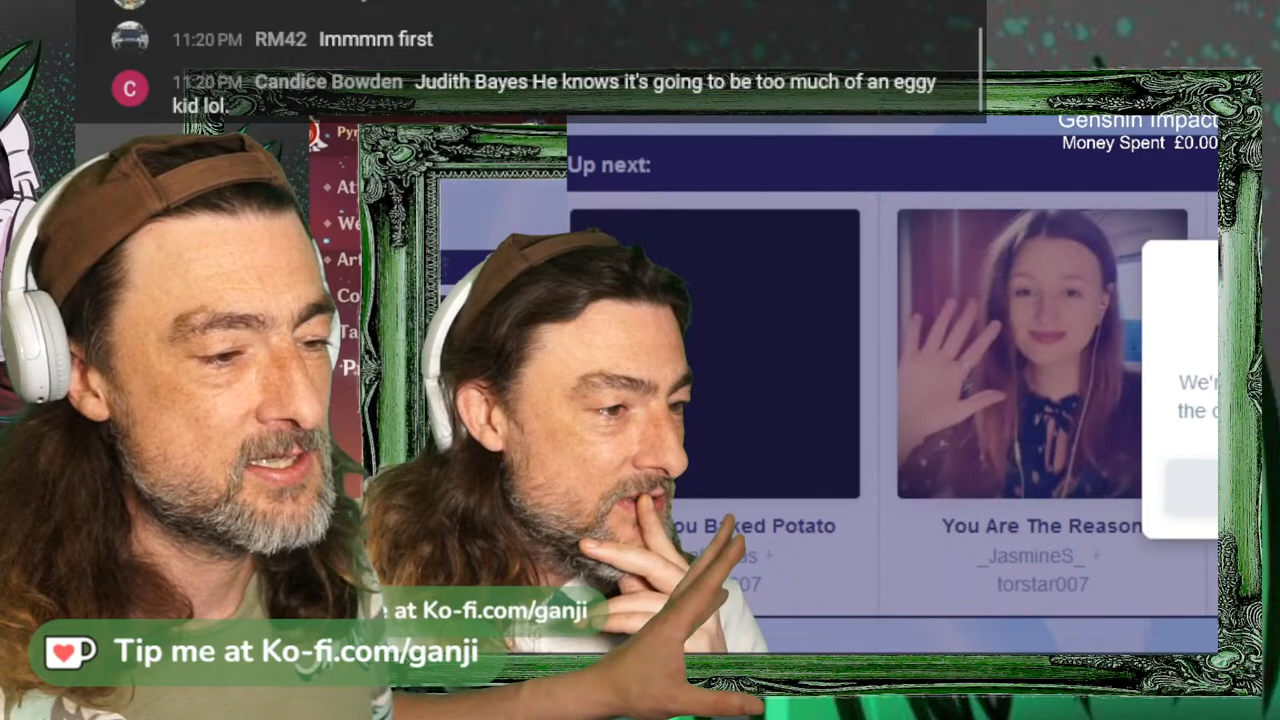 11:20 PM RM42 Immmm first
11:20 PM Candice Bowden Judith Bayes He knows it's going to be too much of an eggy
kid lol.
C
Genshin Impact
Money Spent £0.00
Up next:
ou Baked Potato
You Are The Reason
_JasmineS_ +
torstar007
at Ko-fi.com/ganji
Tip me at Ko-fi.com/ganji